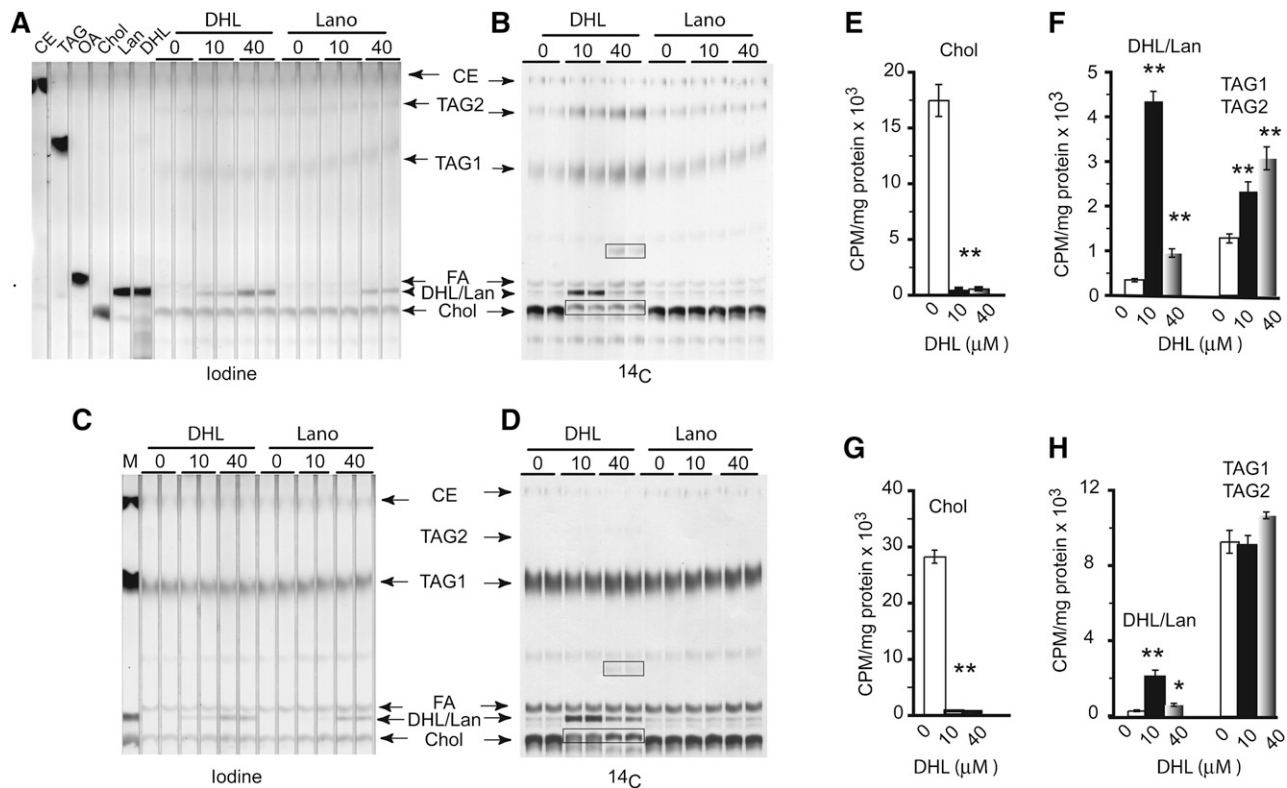 A
CE TAG OA Chol Lan DHL
DHL Lano
0 10 40 0 10 40
CE
TAG2
TAG1
FA
DHL/Lan
Chol
Iodine
B
DHL Lano
0 10 40 0 10 40
14C
E
Chol
CPM/mg protein x 10³
20
17
15
10
5
0
**
0 10 40
DHL (μM )
F
DHL/Lan
TAG1
TAG2
CPM/mg protein x 10³
5
4
3
2
1
0
** ** ** **
0 10 40 0 10 40
DHL (μM )
C
DHL Lano
M 0 10 40 0 10 40
CE
TAG2
TAG1
FA
DHL/Lan
Chol
Iodine
D
DHL Lano
0 10 40 0 10 40
14C
G
Chol
CPM/mg protein x 10³
40
30
20
17
10
5
0
**
0 10 40
DHL (μM )
H
TAG1
TAG2
DHL/Lan
CPM/mg protein x 10³
12
9
6
4
0
** *
0 10 40 0 10 40
DHL (μM )